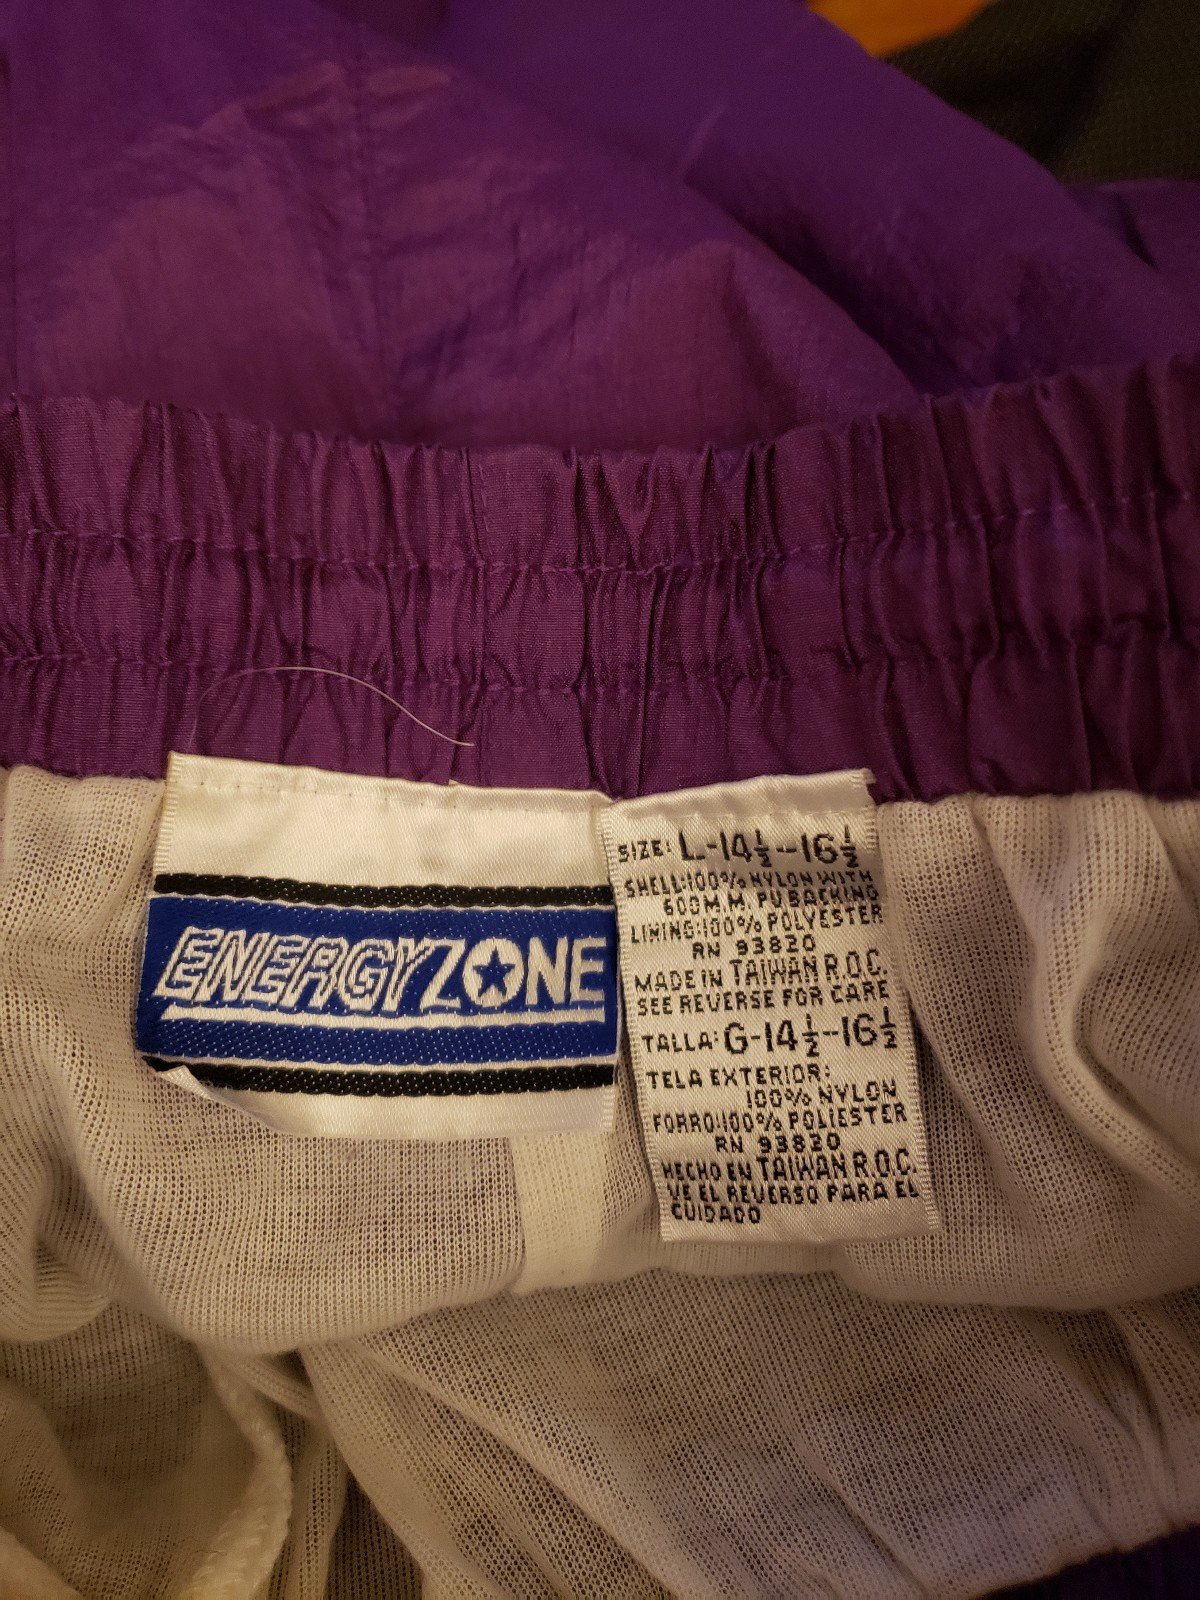 ENERGYZONE
SIZE: L-14½--16½
SHELL:100% NYLON WITH
600M.M. PU BACKING
LINING:100% POLYESTER
RN 93820
MADE IN TAIWAN R.O.C.
SEE REVERSE FOR CARE
TALLA: G-14½--16½
TELA EXTERIOR:
100% NYLON
FORRO:100% POLIESTER
RN 93820
HECHO EN TAIWAN R.O.C.
VE EL REVERSO PARA EL
CUIDADO